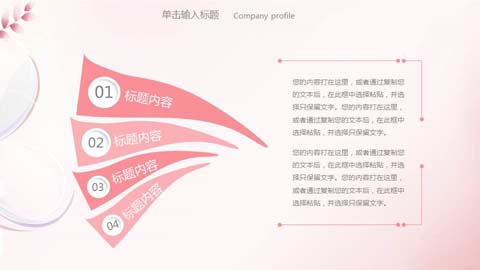 单击输入标题 Company profile
01 标题内容
02 标题内容
03 标题内容
04 标题内容
您的内容打在这里，或者通过复制您
的文本后，在此框中选择粘贴，并选
择只保留文字。您的内容打在这里，
或者通过复制您的文本后，在此框中
选择粘贴，并选择只保留文字。
您的内容打在这里，或者通过复制您
的文本后，在此框中选择粘贴，并选
择只保留文字。您的内容打在这里，
或者通过复制您的文本后，在此框中
选择粘贴，并选择只保留文字。